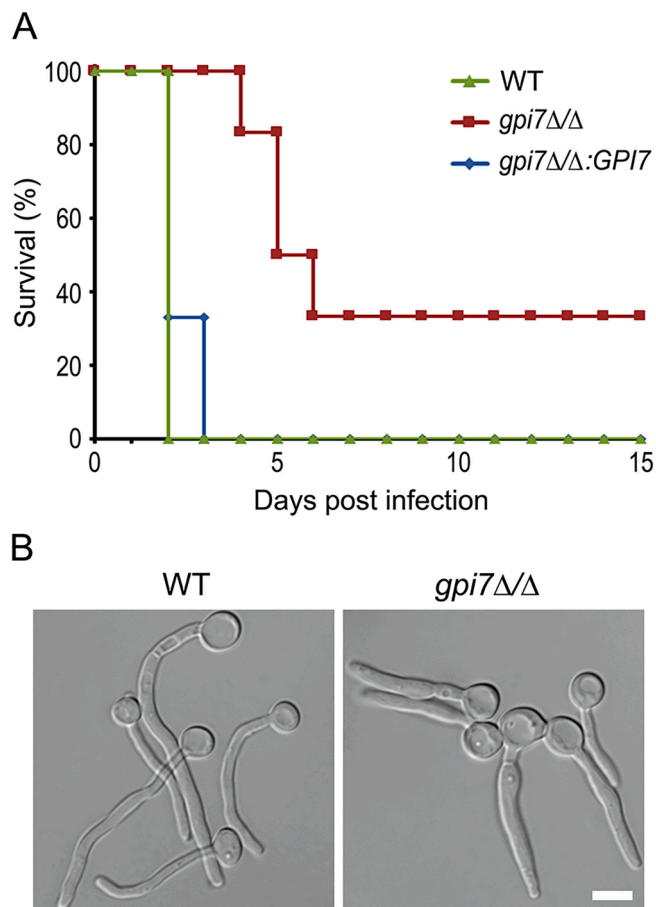 A
100
80
60
40
20
0
Survival (%)
0 5 10 15
Days post infection
WT
gpi7Δ/Δ
gpi7Δ/Δ:GPI7
B
WT gpi7Δ/Δ